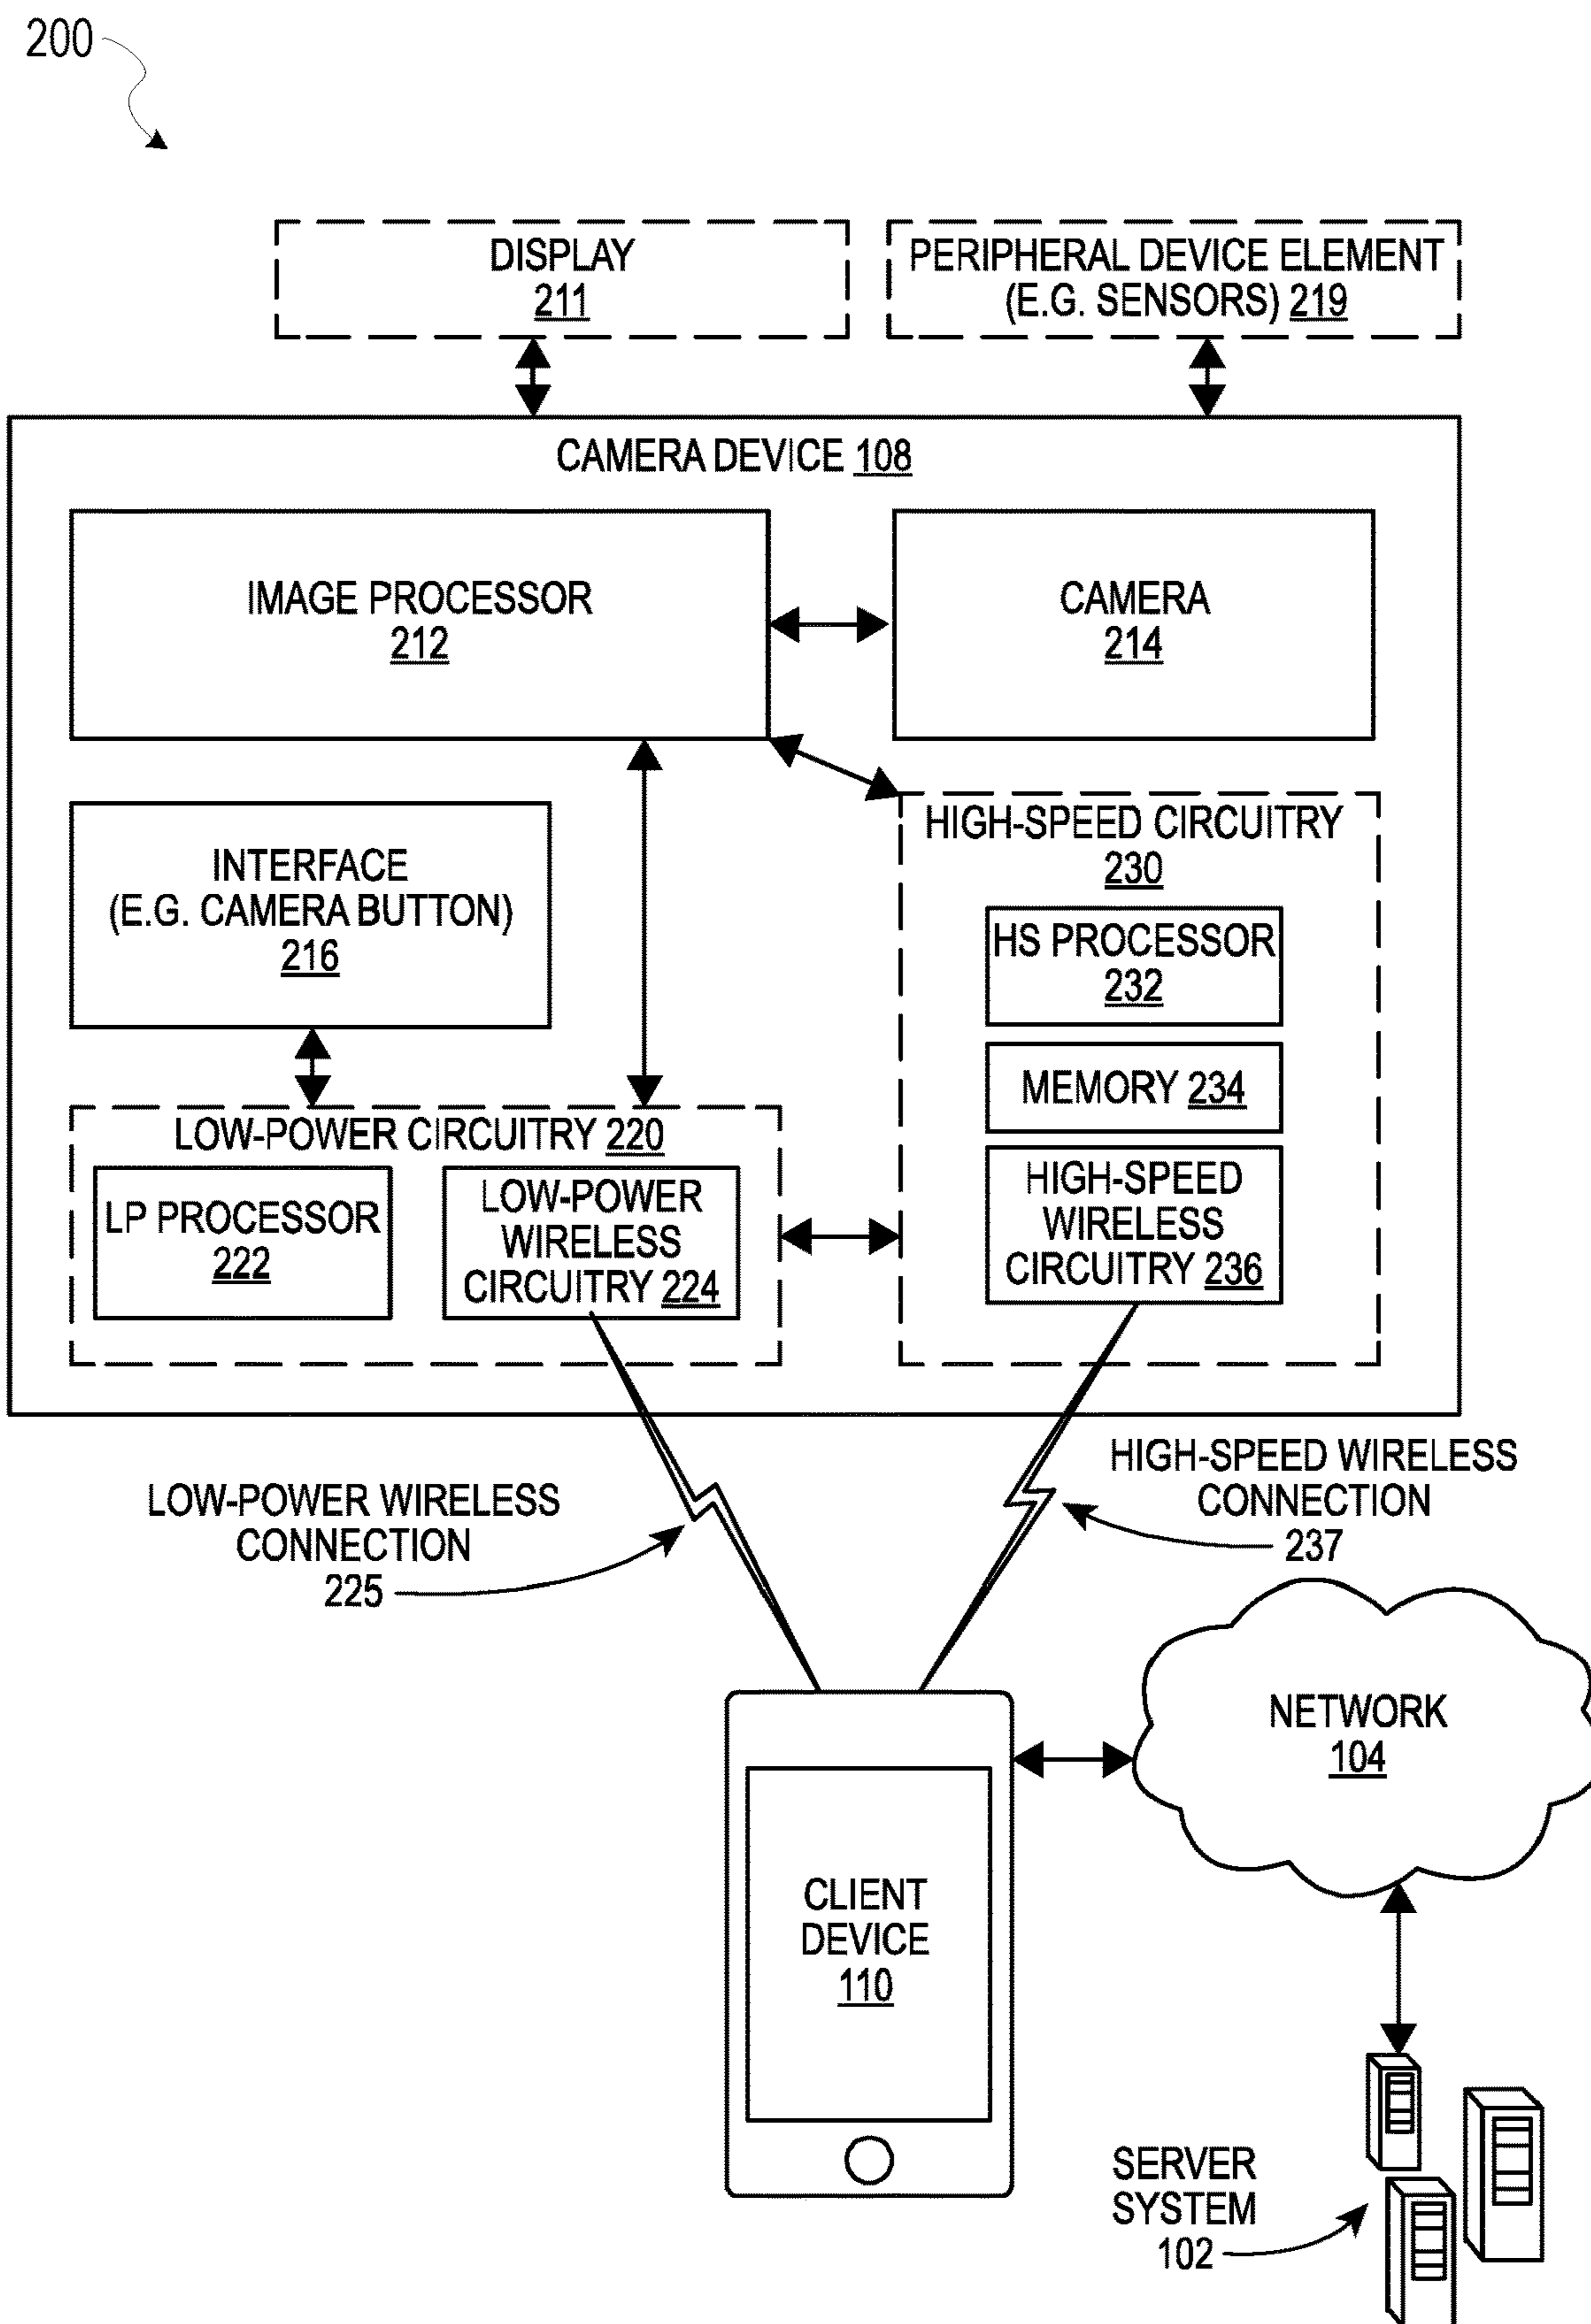 200
DISPLAY
211
PERIPHERAL DEVICE ELEMENT
(E.G. SENSORS) 219
CAMERA DEVICE 108
IMAGE PROCESSOR
212
CAMERA
214
INTERFACE
(E.G. CAMERA BUTTON)
216
HIGH-SPEED CIRCUITRY
230
HS PROCESSOR
232
MEMORY 234
HIGH-SPEED
WIRELESS
CIRCUITRY 236
LOW-POWER CIRCUITRY 220
LP PROCESSOR
222
LOW-POWER
WIRELESS
CIRCUITRY 224
LOW-POWER WIRELESS
CONNECTION
225
HIGH-SPEED WIRELESS
CONNECTION
237
NETWORK
104
CLIENT
DEVICE
110
SERVER
SYSTEM
102